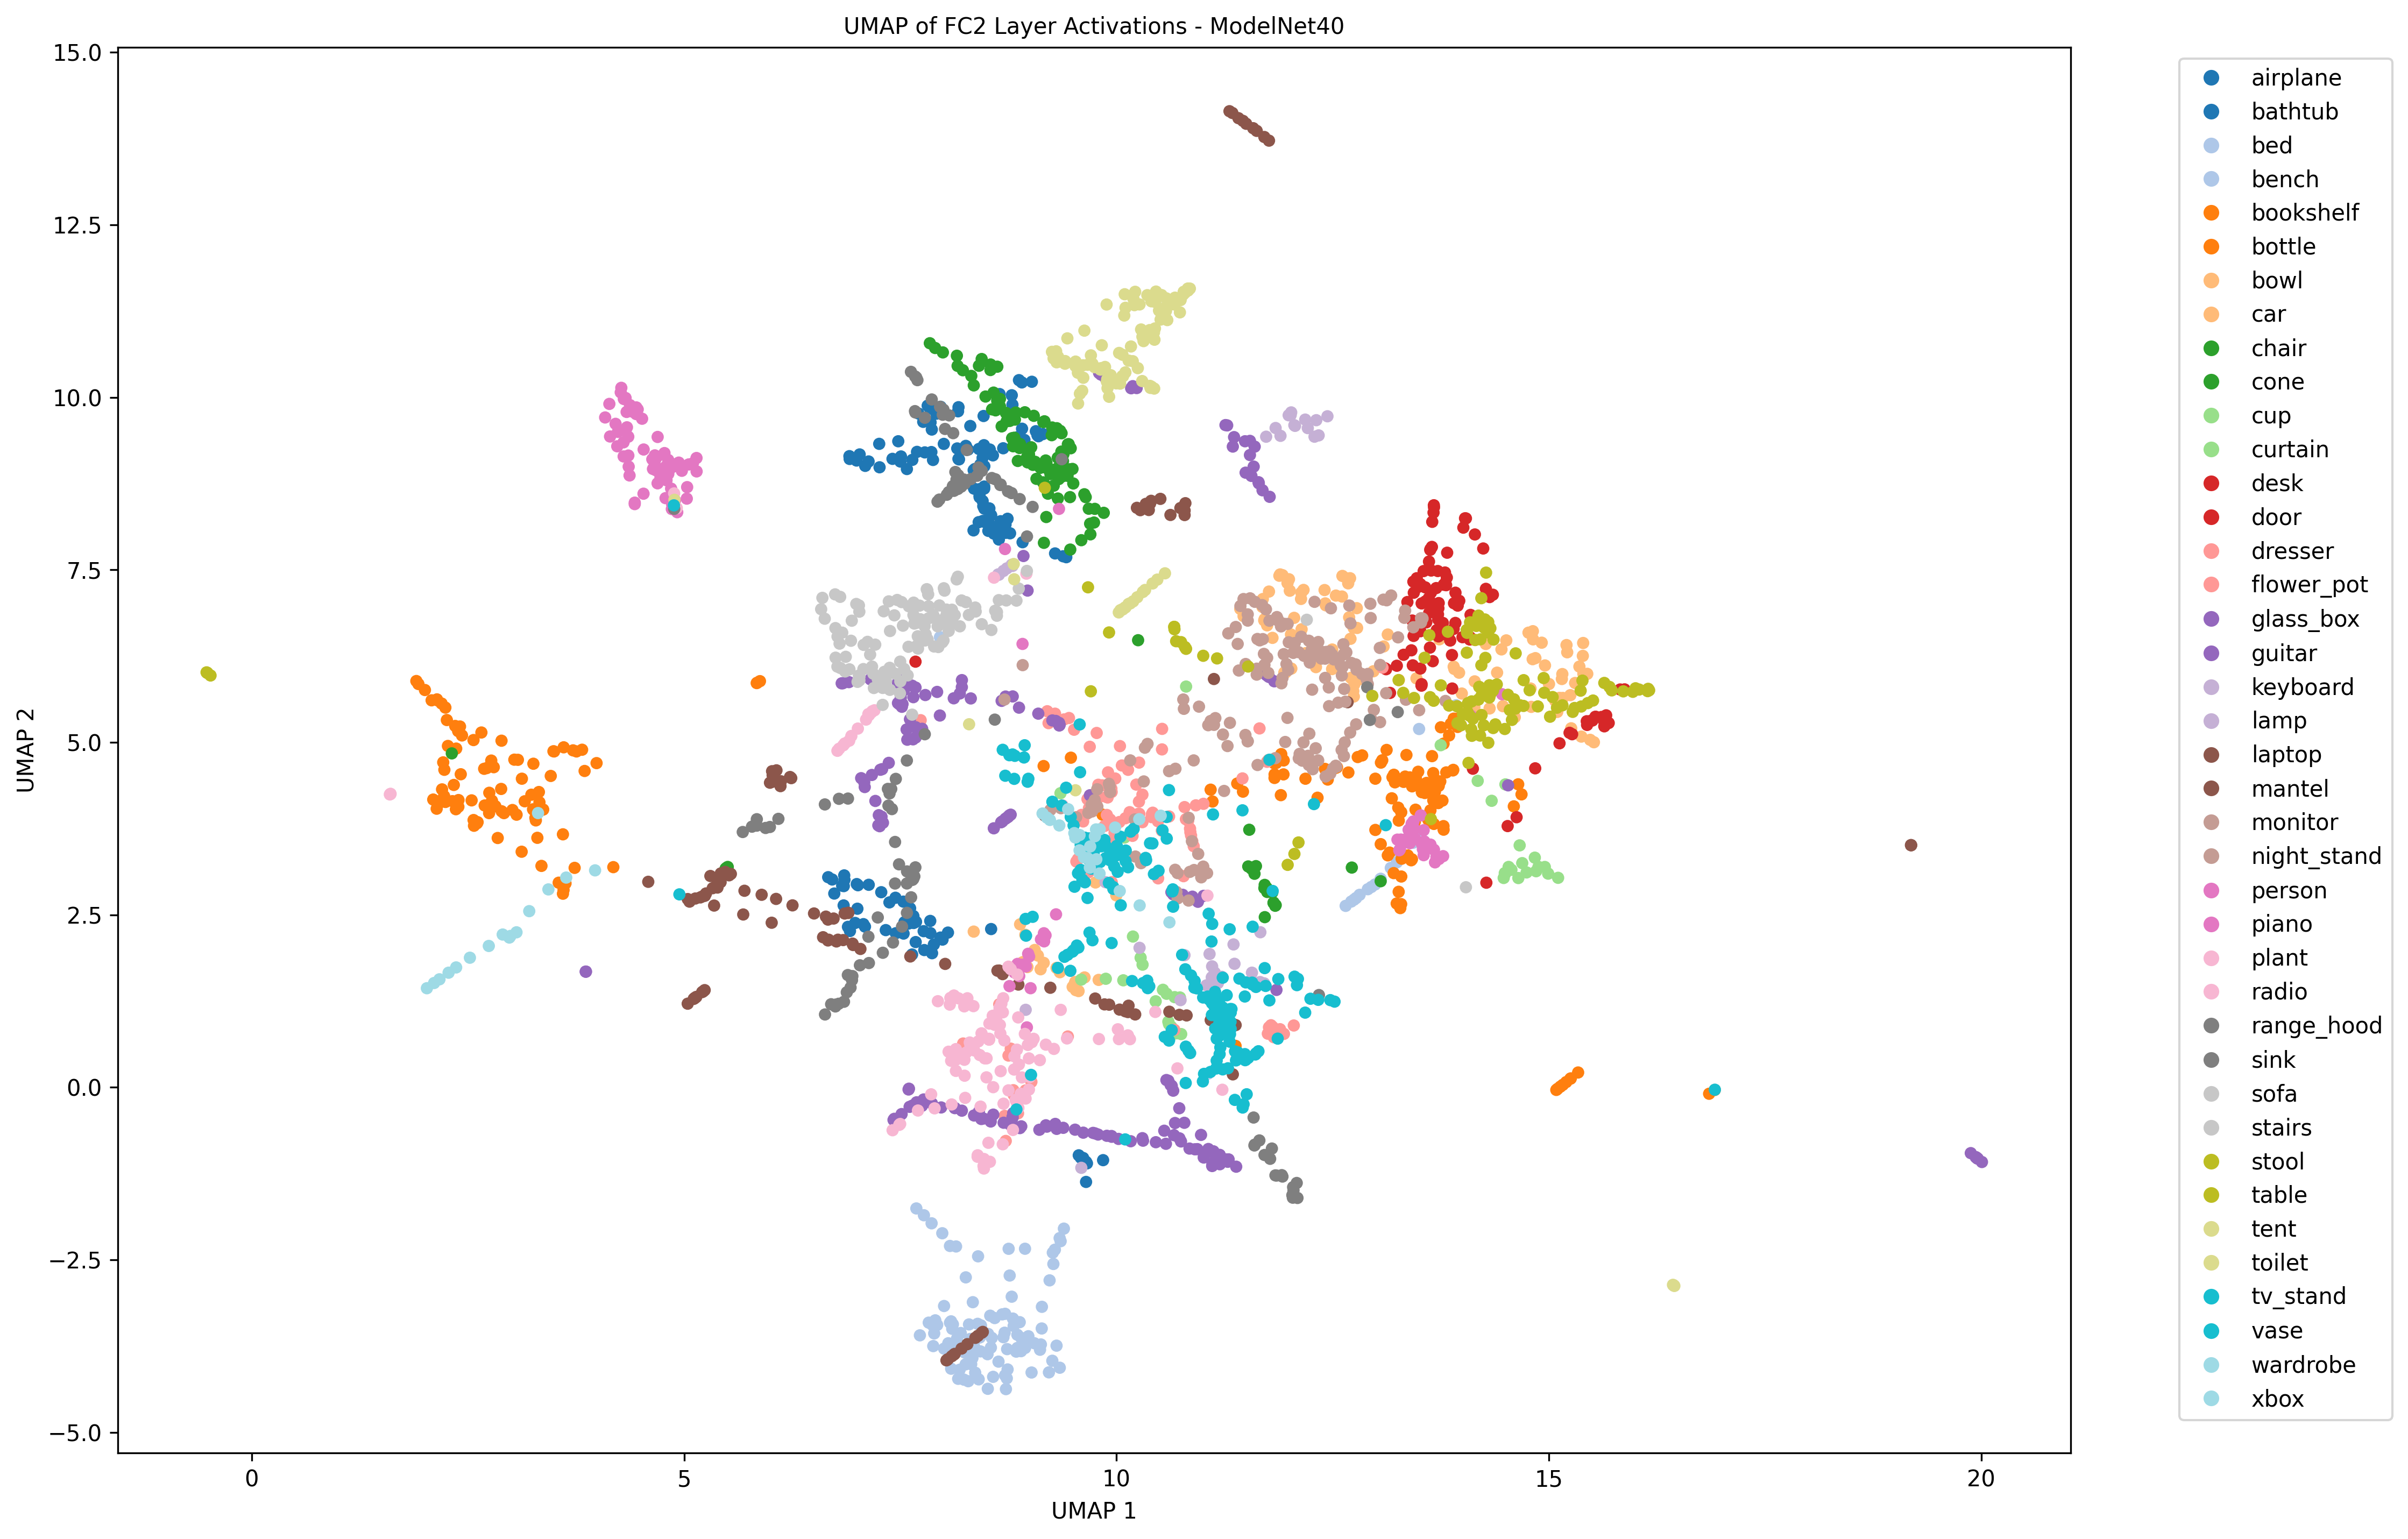 UMAP of FC2 Layer Activations - ModelNet40
15.0
12.5
10.0
7.5
5.0
2.5
0.0
−2.5
−5.0
UMAP 2
0
5
10
15
20
UMAP 1
airplane
bathtub
bed
bench
bookshelf
bottle
bowl
car
chair
cone
cup
curtain
desk
door
dresser
flower_pot
glass_box
guitar
keyboard
lamp
laptop
mantel
monitor
night_stand
person
piano
plant
radio
range_hood
sink
sofa
stairs
stool
table
tent
toilet
tv_stand
vase
wardrobe
xbox